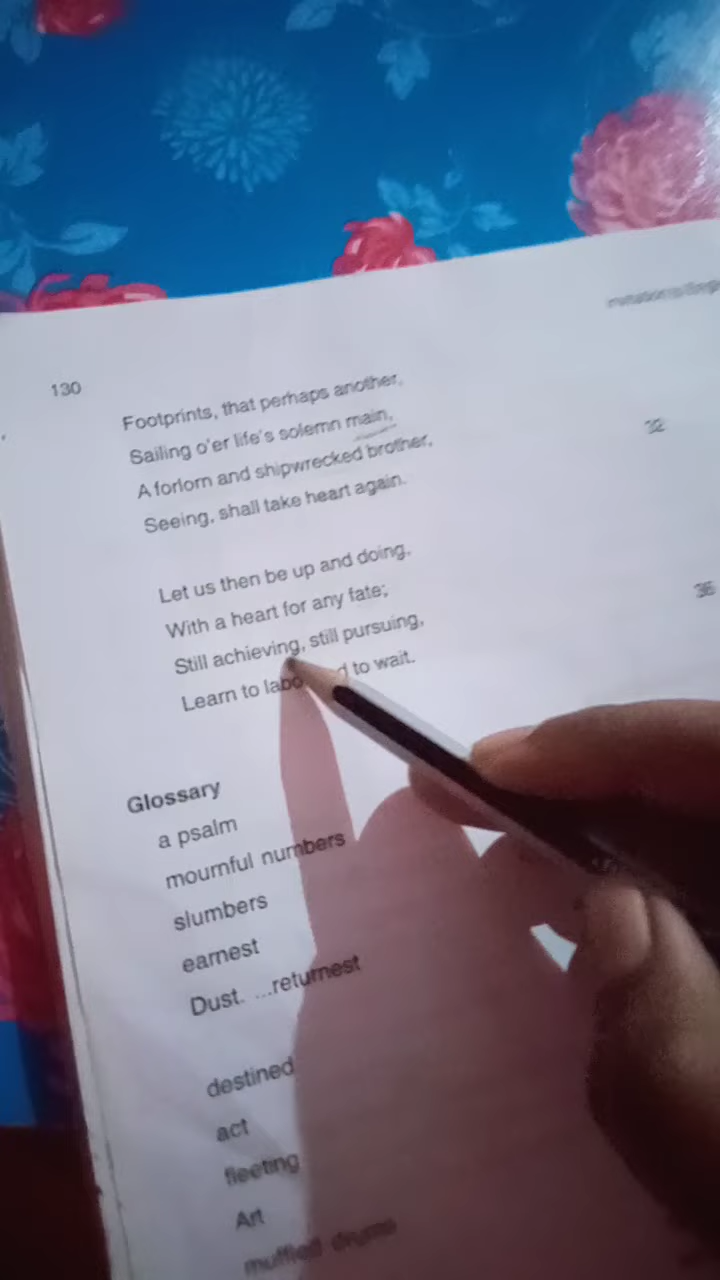 130
Footprints, that perhaps another,
Sailing o'er life's solemn main,
A forlorn and shipwrecked brother,
32
Seeing, shall take heart again.
Let us then be up and doing,
With a heart for any fate;
Still achieving, still pursuing,
36
Learn to to wait.
Glossary
a psalm
mournful numbers
slumbers
earnest
Dust. ...returnest
destined
act
fleeting
Art
muffled drums